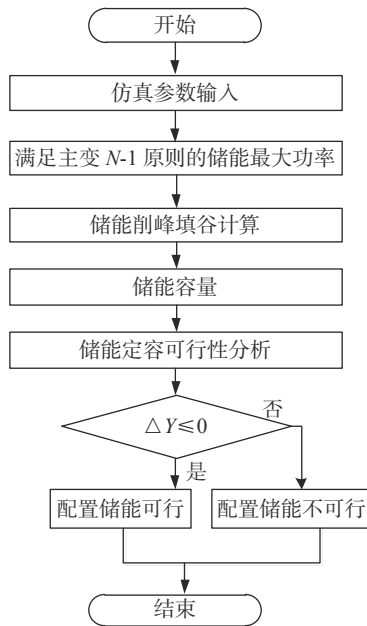 开始
仿真参数输入
满足主变 N-1 原则的储能最大功率
储能削峰填谷计算
储能容量
储能定容可行性分析
△Y≤0
否
是
配置储能可行
配置储能不可行
结束